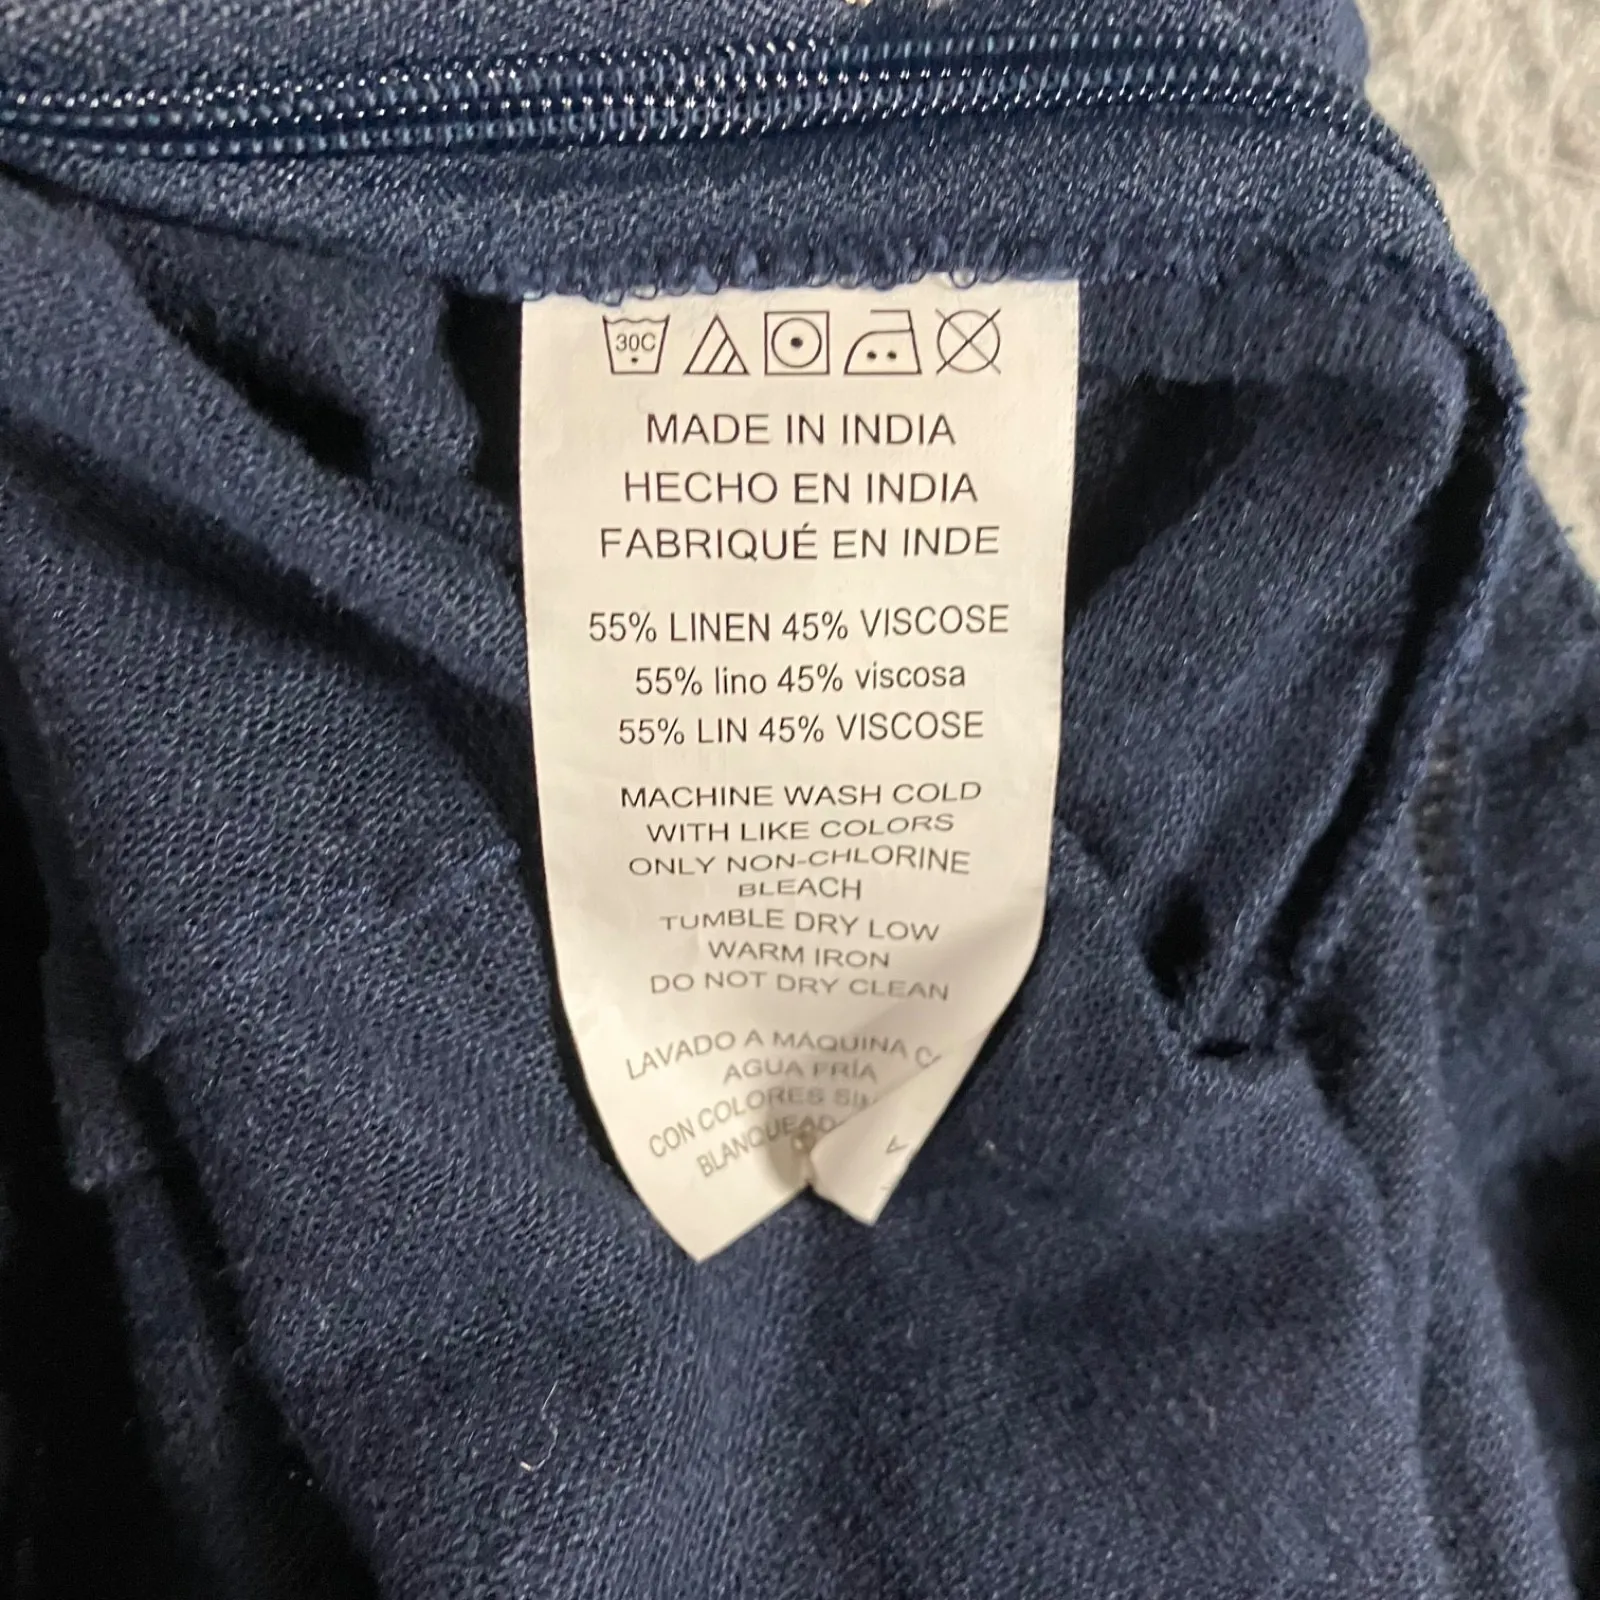 30C
MADE IN INDIA
HECHO EN INDIA
FABRIQUÉ EN INDE
55% LINEN 45% VISCOSE
55% lino 45% viscosa
55% LIN 45% VISCOSE
MACHINE WASH COLD
WITH LIKE COLORS
ONLY NON-CHLORINE
BLEACH
TUMBLE DRY LOW
WARM IRON
DO NOT DRY CLEAN
LAVADO A MÁQUINA
AGUA FRÍA
CON COLORES